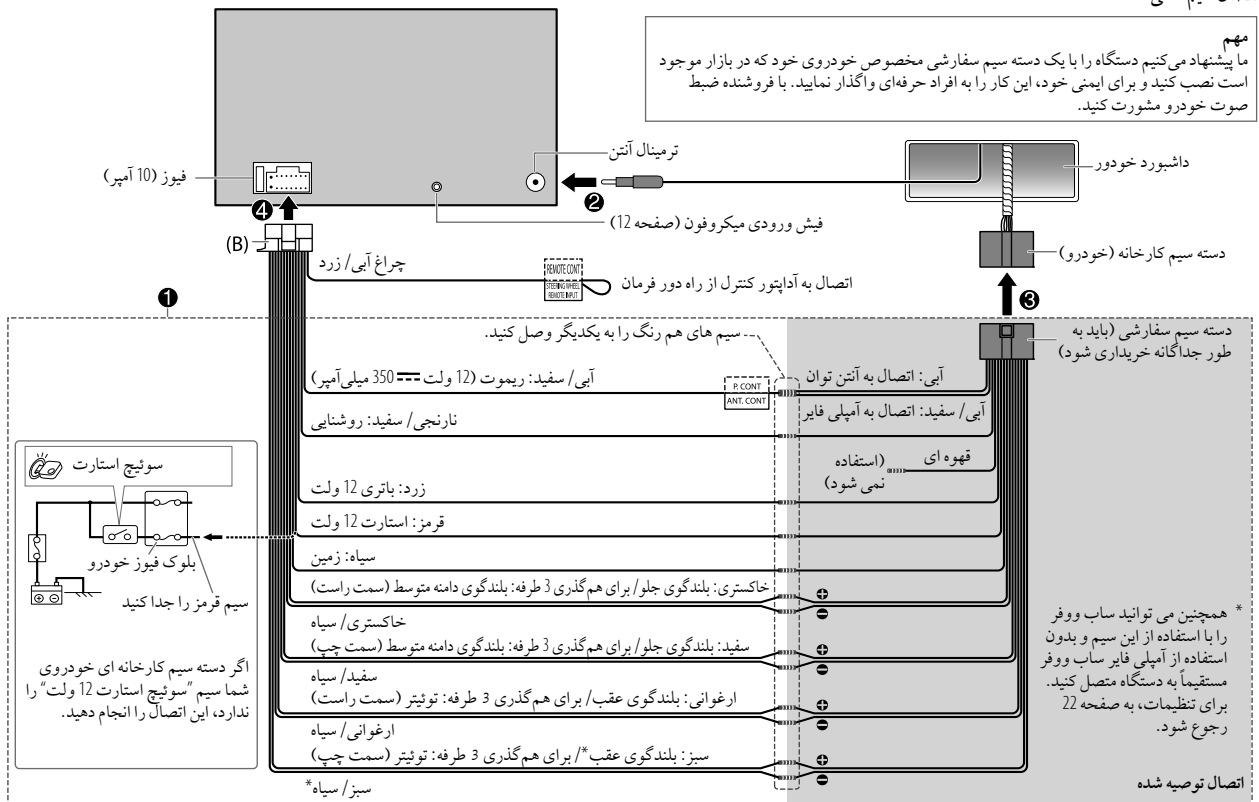 مهم
ما پیشنهاد می‌کنیم دستگاه را با یک دسته سیم سفارشی مخصوص خودروی خود که در بازار موجود
است نصب کنید و برای ایمنی خود، این کار را به افراد حرفه‌ای واگذار نمایید. با فروشنده ضبط
صوت خودرو مشورت کنید.
ترمینال آنتن
داشبورد خودور
فیوز (10 آمپر)
2
4
فیش ورودی میکروفون (صفحه 12)
(B)
دسته سیم کارخانه (خودرو)
چراغ آبی/ زرد
REMOTE CONT
STEERING WHEEL
REMOTE INPUT
اتصال به آداپتور کنترل از راه دور فرمان
1
3
سیم های هم رنگ را به یکدیگر وصل کنید.
دسته سیم سفارشی (باید به
طور جداگانه خریداری شود)
آبی: اتصال به آنتن توان
آبی/ سفید: ریموت (12 ولت 350 میلی‌آمپر)
P. CONT
ANT. CONT
آبی/ سفید: اتصال به آمپلی فایر
نارنجی/ سفید: روشنایی
قهوه ای
(استفاده
نمی شود)
سوئیچ استارت
زرد: باتری 12 ولت
قرمز: استارت 12 ولت
بلوک فیوز خودرو
سیاه: زمین
سیم قرمز را جدا کنید
خاکستری: بلندگوی جلو/ برای هم‌گذری 3 طرفه: بلندگوی دامنه متوسط (سمت راست)
خاکستری/ سیاه
سفید: بلندگوی جلو/ برای هم‌گذری 3 طرفه: بلندگوی دامنه متوسط (سمت چپ)
سفید/ سیاه
ارغوانی: بلندگوی عقب/ برای هم‌گذری 3 طرفه: توئیتر (سمت راست)
ارغوانی/ سیاه
سبز: بلندگوی عقب*/ برای هم‌گذری 3 طرفه: توئیتر (سمت چپ)
سبز/ سیاه*
اگر دسته سیم کارخانه ای خودروی
شما سیم "سوئیچ استارت 12 ولت" را
ندارد، این اتصال را انجام دهید.
* همچنین می توانید ساب ووفر
را با استفاده از این سیم و بدون
استفاده از آمپلی فایر ساب ووفر
مستقیماً به دستگاه متصل کنید.
برای تنظیمات، به صفحه 22
رجوع شود.
اتصال توصیه شده